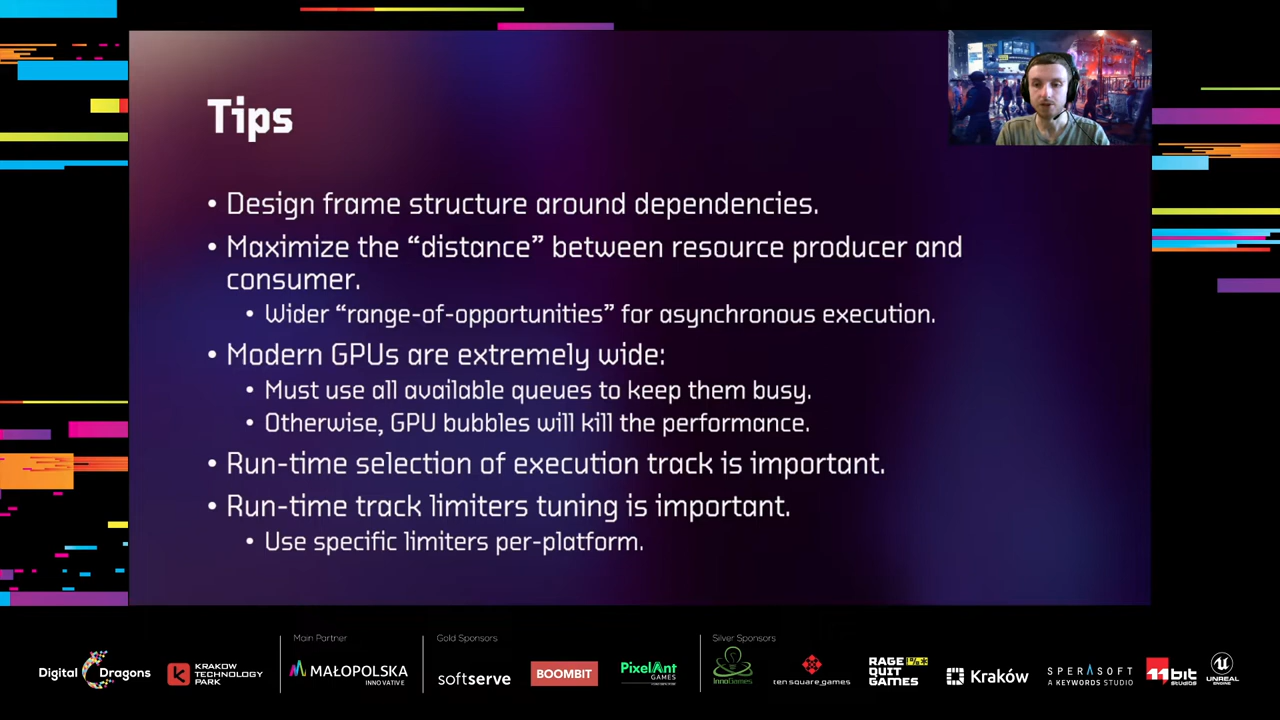 Tips
• Design frame structure around dependencies.
• Maximize the “distance” between resource producer and
consumer.
• Wider “range-of-opportunities” for asynchronous execution.
• Modern GPUs are extremely wide:
• Must use all available queues to keep them busy.
• Otherwise, GPU bubbles will kill the performance.
• Run-time selection of execution track is important.
• Run-time track limiters tuning is important.
• Use specific limiters per-platform.
Main Partner
Gold Sponsors
Silver Sponsors
Digital Dragons
KRAKOW
TECHNOLOGY
PARK
MAŁOPOLSKA
INNOVATIVE
softserve
BOOMBIT
PixelAnt
GAMES
InnoGames
ten square games
RAGE
QUIT
GAMES
Kraków
SPERASOFT
A KEYWORDS STUDIO
11bit
STUDIOS
UNREAL
ENGINE